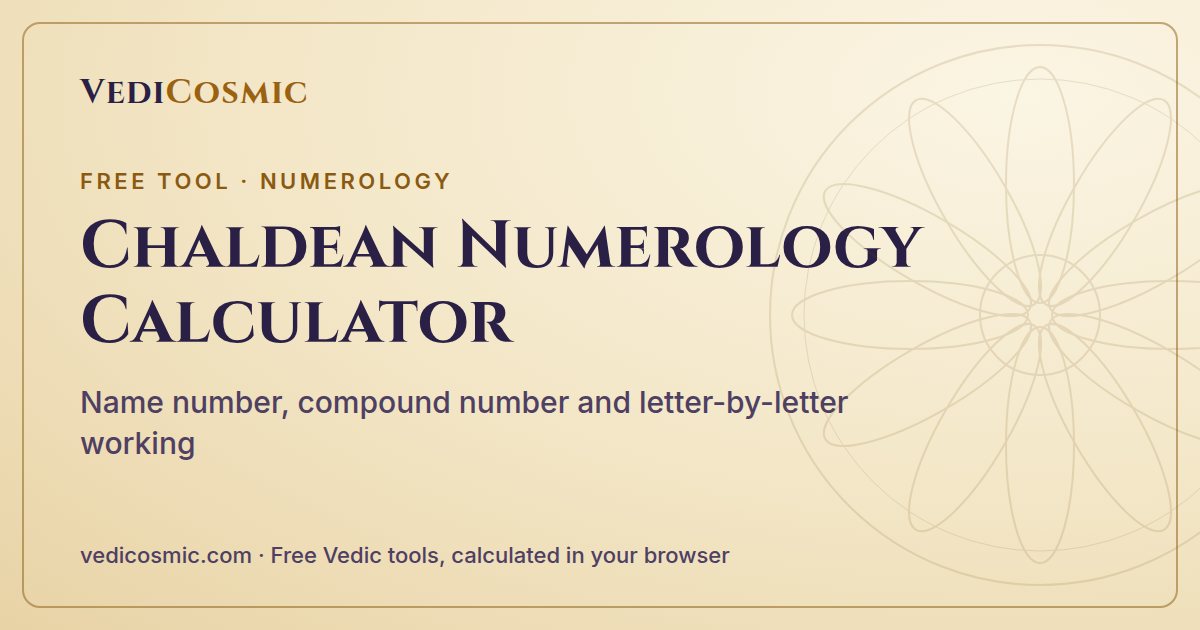 VediCosmic
FREE TOOL · NUMEROLOGY
Chaldean Numerology
Calculator
Name number, compound number and letter-by-letter
working
vedicosmic.com · Free Vedic tools, calculated in your browser